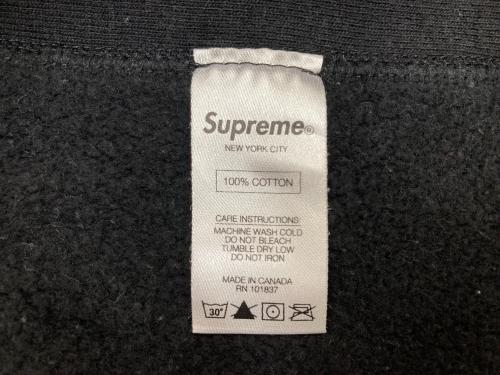 Supreme®
NEW YORK CITY
100% COTTON
CARE INSTRUCTIONS:
MACHINE WASH COLD
DO NOT BLEACH
TUMBLE DRY LOW
DO NOT IRON
MADE IN CANADA
RN 101837
30°